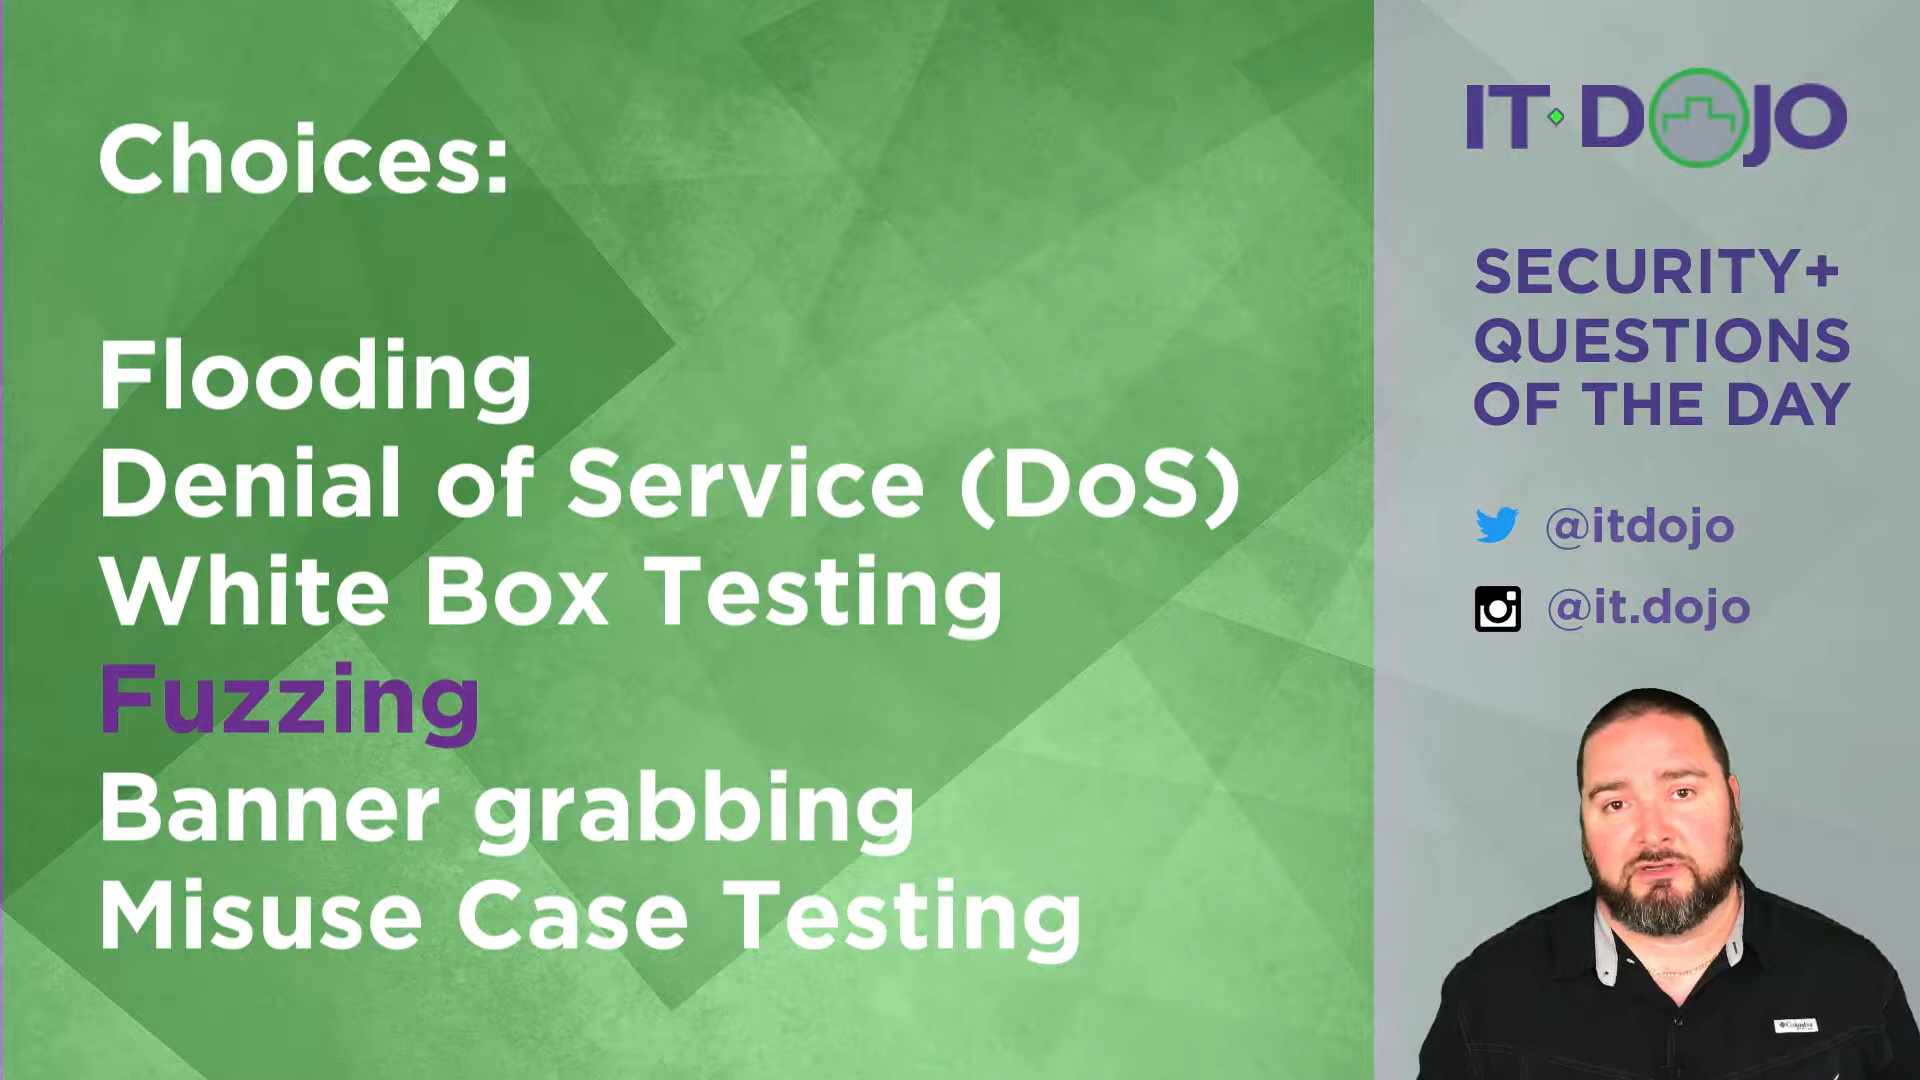 Choices:
Flooding
Denial of Service (DoS)
White Box Testing
Fuzzing
Banner grabbing
Misuse Case Testing
IT DOJO
SECURITY+
QUESTIONS
OF THE DAY
@itdojo
@it.dojo
Columbia